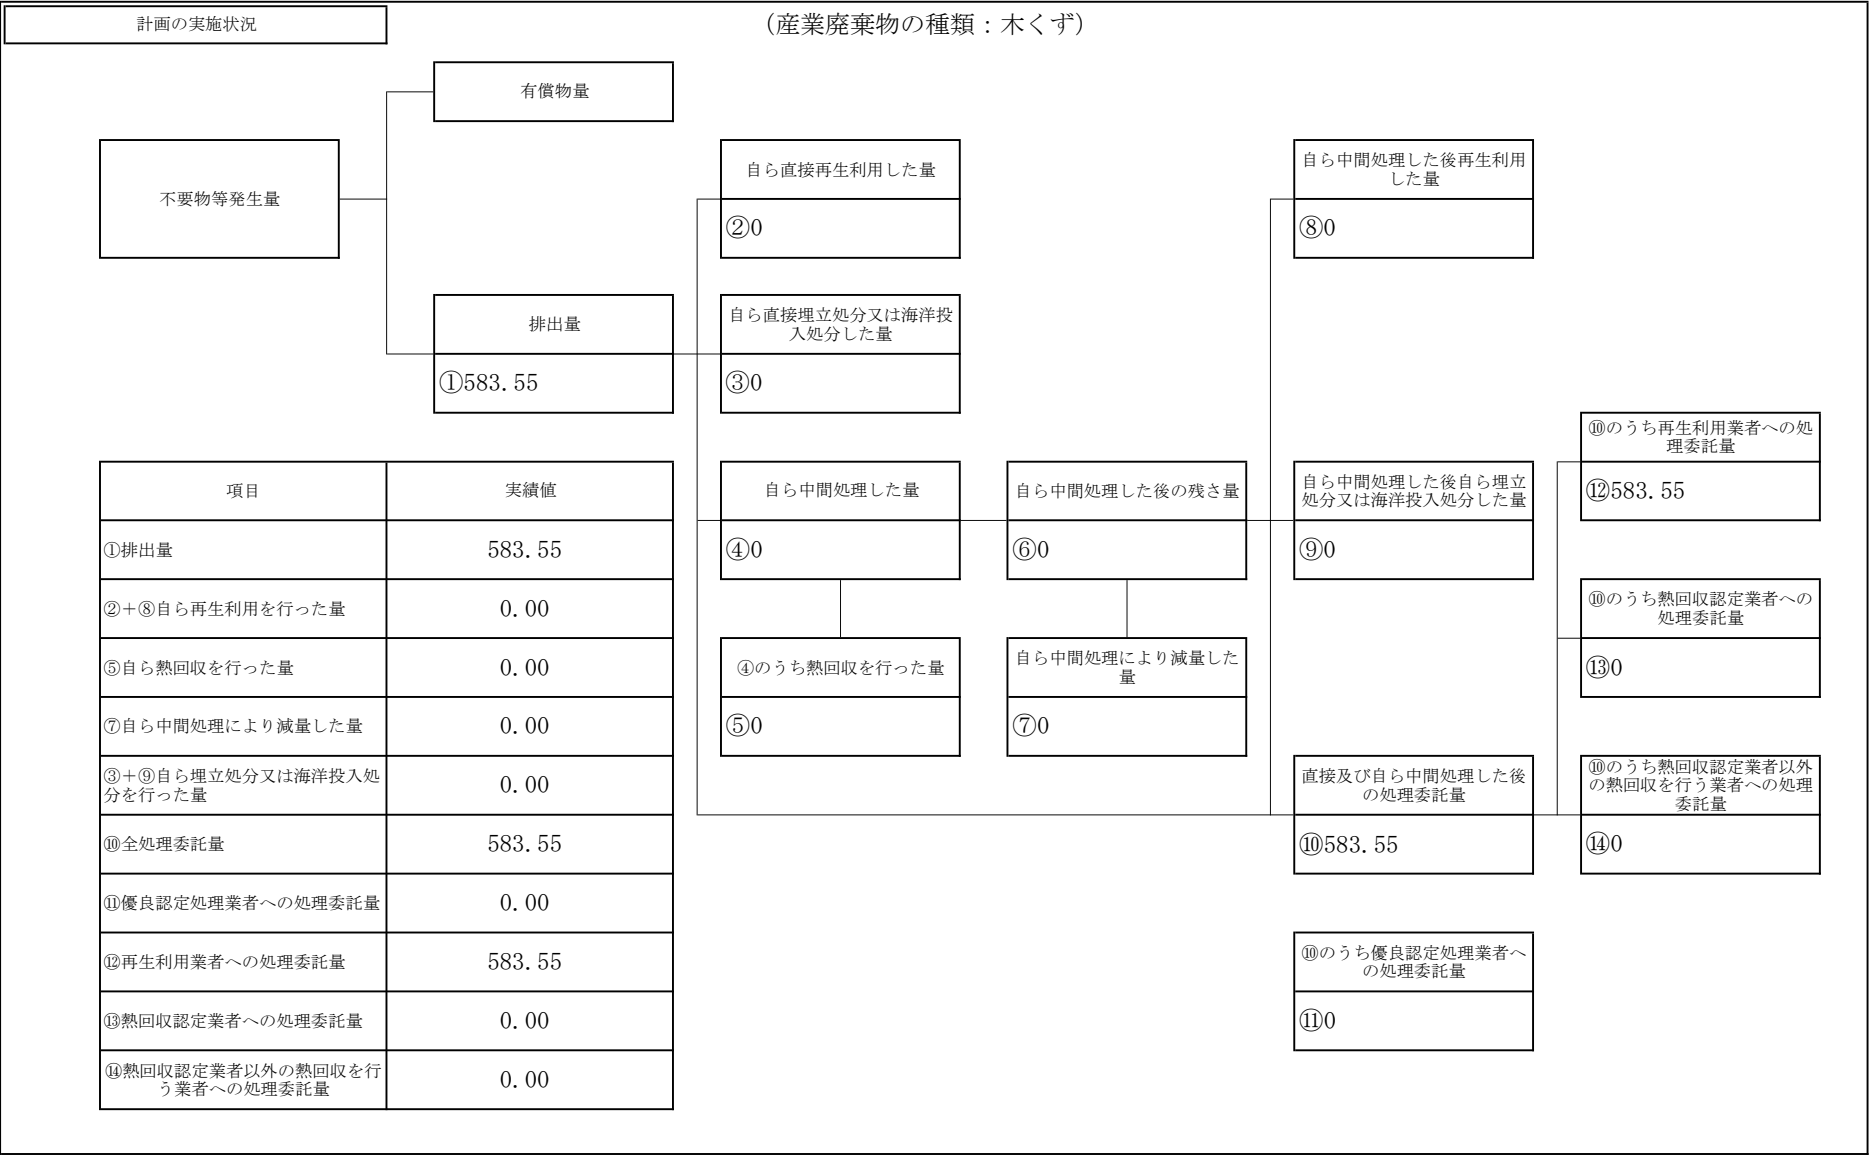 計画の実施状況
（産業廃棄物の種類：木くず）
有償物量
不要物等発生量
排出量
①583.55
自ら直接再生利用した量
②0
自ら直接埋立処分又は海洋投
入処分した量
③0
自ら中間処理した量
④0
④のうち熱回収を行った量
⑤0
自ら中間処理した後の残さ量
⑥0
自ら中間処理により減量した
量
⑦0
自ら中間処理した後再生利用
した量
⑧0
自ら中間処理した後自ら埋立
処分又は海洋投入処分した量
⑨0
直接及び自ら中間処理した後
の処理委託量
⑩583.55
⑩のうち優良認定処理業者へ
の処理委託量
⑪0
⑩のうち再生利用業者への処
理委託量
⑫583.55
⑩のうち熱回収認定業者への
処理委託量
⑬0
⑩のうち熱回収認定業者以外
の熱回収を行う業者への処理
委託量
⑭0
項目 実績値
①排出量 583.55
②＋⑧自ら再生利用を行った量 0.00
⑤自ら熱回収を行った量 0.00
⑦自ら中間処理により減量した量 0.00
③＋⑨自ら埋立処分又は海洋投入処
分を行った量 0.00
⑩全処理委託量 583.55
⑪優良認定処理業者への処理委託量 0.00
⑫再生利用業者への処理委託量 583.55
⑬熱回収認定業者への処理委託量 0.00
⑭熱回収認定業者以外の熱回収を行
う業者への処理委託量 0.00